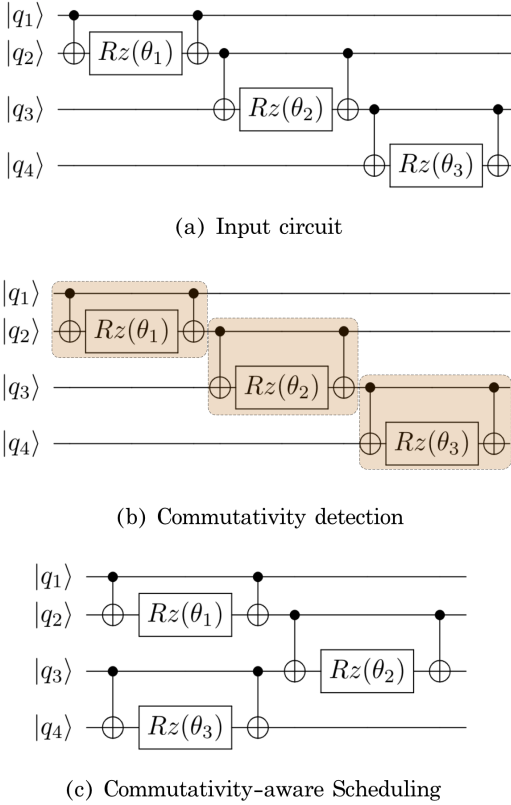 |q₁⟩
|q₂⟩ Rz(θ₁)
|q₃⟩ Rz(θ₂)
|q₄⟩ Rz(θ₃)
(a) Input circuit
|q₁⟩
|q₂⟩ Rz(θ₁)
|q₃⟩ Rz(θ₂)
|q₄⟩ Rz(θ₃)
(b) Commutativity detection
|q₁⟩
|q₂⟩ Rz(θ₁)
|q₃⟩ Rz(θ₂)
|q₄⟩ Rz(θ₃)
(c) Commutativity-aware Scheduling